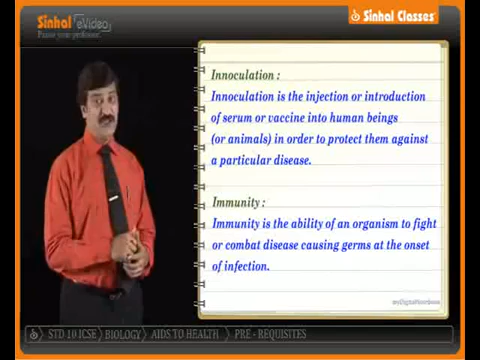 Sinhal eVideo
Pause your professor.
Sinhal Classes
Innoculation :
Innoculation is the injection or introduction
of serum or vaccine into human beings
(or animals) in order to protect them against
a particular disease.
Immunity :
Immunity is the ability of an organism to fight
or combat disease causing germs at the onset
of infection.
STD 10 ICSE BIOLOGY AIDS TO HEALTH PRE - REQUISITES